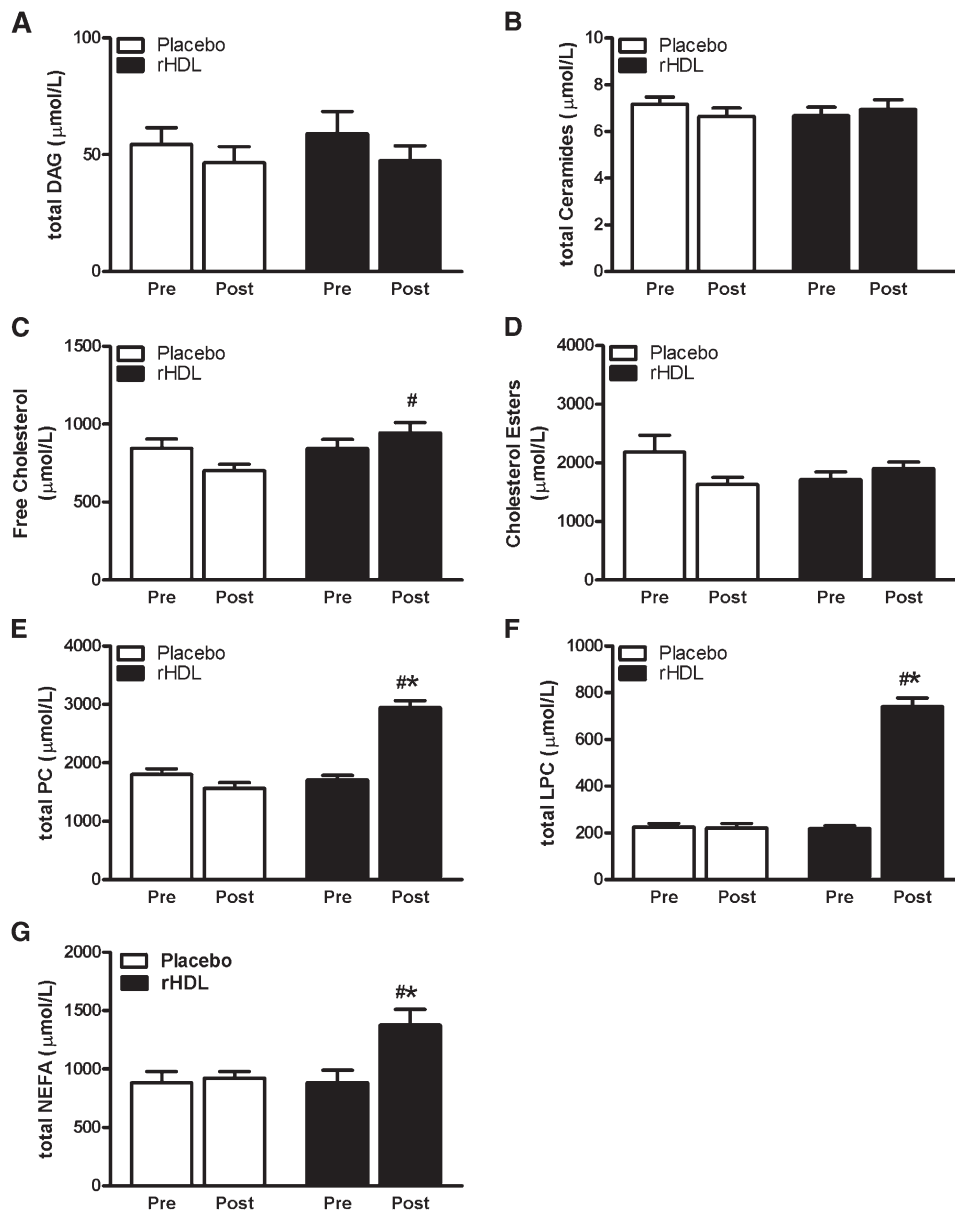 A
total DAG (μmol/L)
100
50
0
Placebo
rHDL
Pre Post Pre Post
B
total Ceramides (μmol/L)
10
8
6
4
2
0
Placebo
rHDL
Pre Post Pre Post
C
Free Cholesterol
(μmol/L)
1500
1000
500
0
Placebo
rHDL
#
Pre Post Pre Post
D
Cholesterol Esters
(μmol/L)
4000
3000
2000
1000
0
Placebo
rHDL
Pre Post Pre Post
E
total PC (μmol/L)
4000
3000
2000
1000
0
Placebo
rHDL
#*
Pre Post Pre Post
F
total LPC (μmol/L)
1000
800
600
400
200
0
Placebo
rHDL
#*
Pre Post Pre Post
G
total NEFA (μmol/L)
2000
1500
1000
500
0
Placebo
rHDL
#*
Pre Post Pre Post